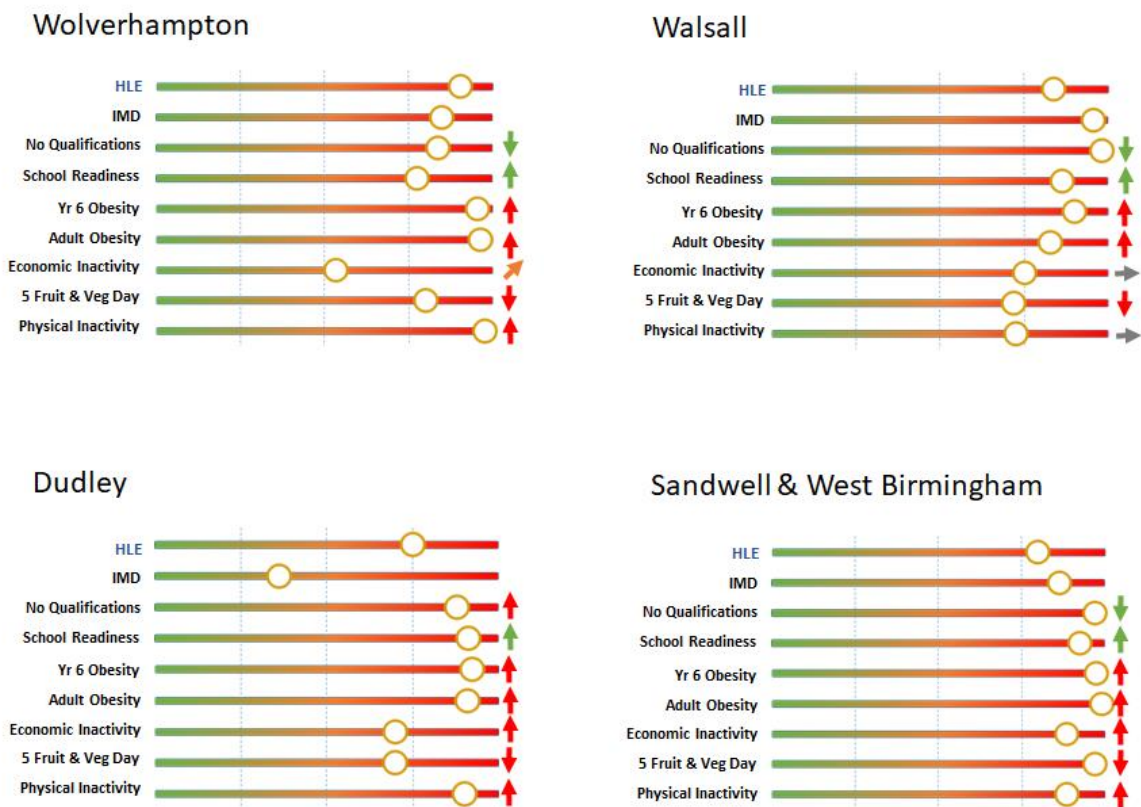 Wolverhampton
HLE
IMD
No Qualifications
School Readiness
Yr 6 Obesity
Adult Obesity
Economic Inactivity
5 Fruit & Veg Day
Physical Inactivity
Walsall
HLE
IMD
No Qualifications
School Readiness
Yr 6 Obesity
Adult Obesity
Economic Inactivity
5 Fruit & Veg Day
Physical Inactivity
Dudley
HLE
IMD
No Qualifications
School Readiness
Yr 6 Obesity
Adult Obesity
Economic Inactivity
5 Fruit & Veg Day
Physical Inactivity
Sandwell & West Birmingham
HLE
IMD
No Qualifications
School Readiness
Yr 6 Obesity
Adult Obesity
Economic Inactivity
5 Fruit & Veg Day
Physical Inactivity